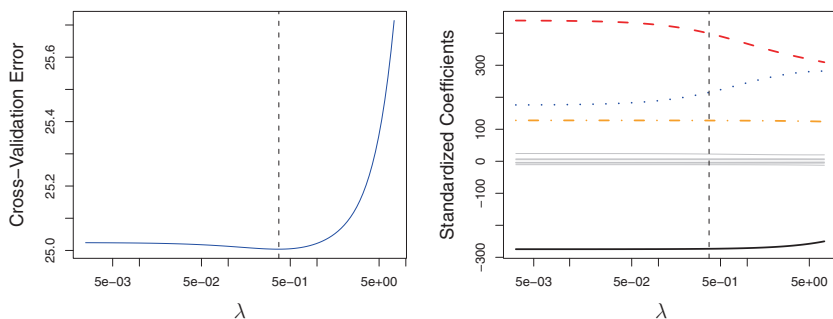 Cross-Validation Error
25.0 25.2 25.4 25.6
5e−03 5e−02 5e−01 5e+00
λ
Standardized Coefficients
−300 −100 0 100 300
5e−03 5e−02 5e−01 5e+00
λ